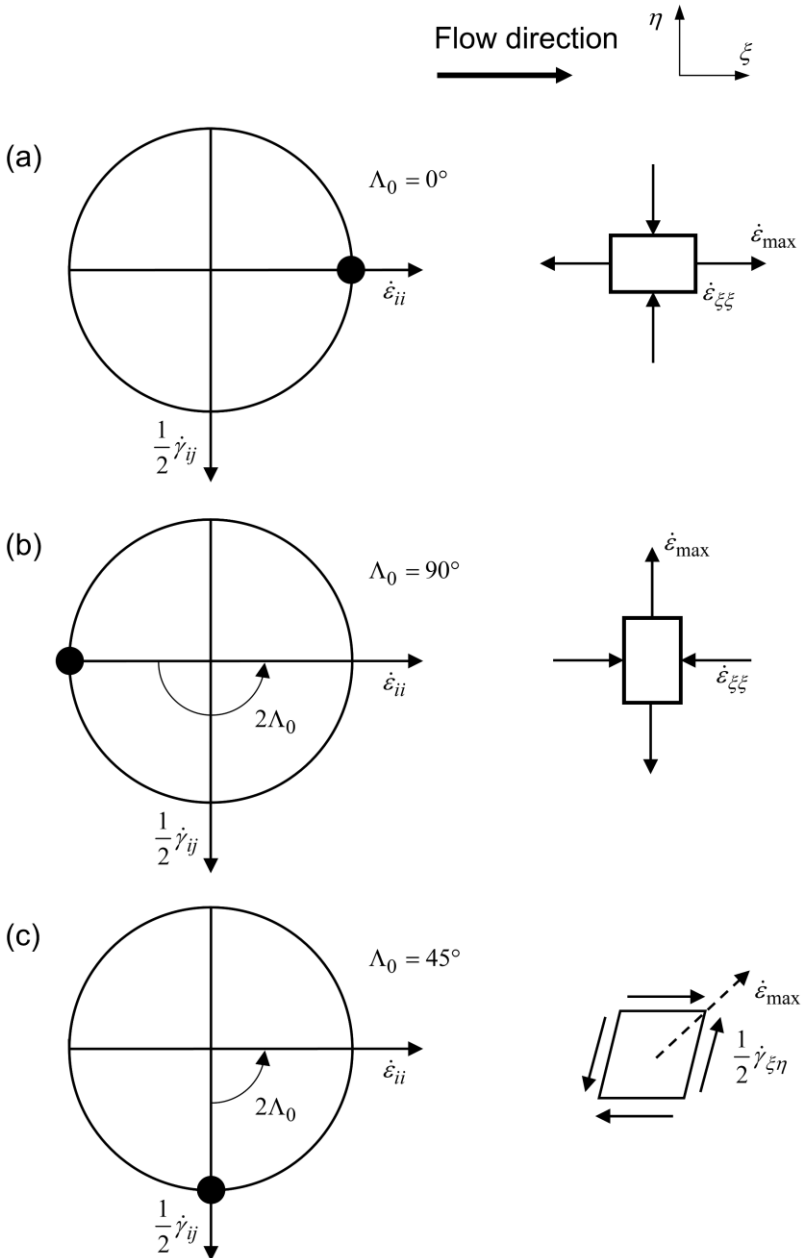 Flow direction
η
ξ
(a)
Λ₀ = 0°
ε̇ᵢᵢ
½ γ̇ᵢⱼ
ε̇max
ε̇ξξ
(b)
Λ₀ = 90°
ε̇ᵢᵢ
2Λ₀
½ γ̇ᵢⱼ
ε̇max
ε̇ξξ
(c)
Λ₀ = 45°
ε̇ᵢᵢ
2Λ₀
½ γ̇ᵢⱼ
ε̇max
½ γ̇ξη